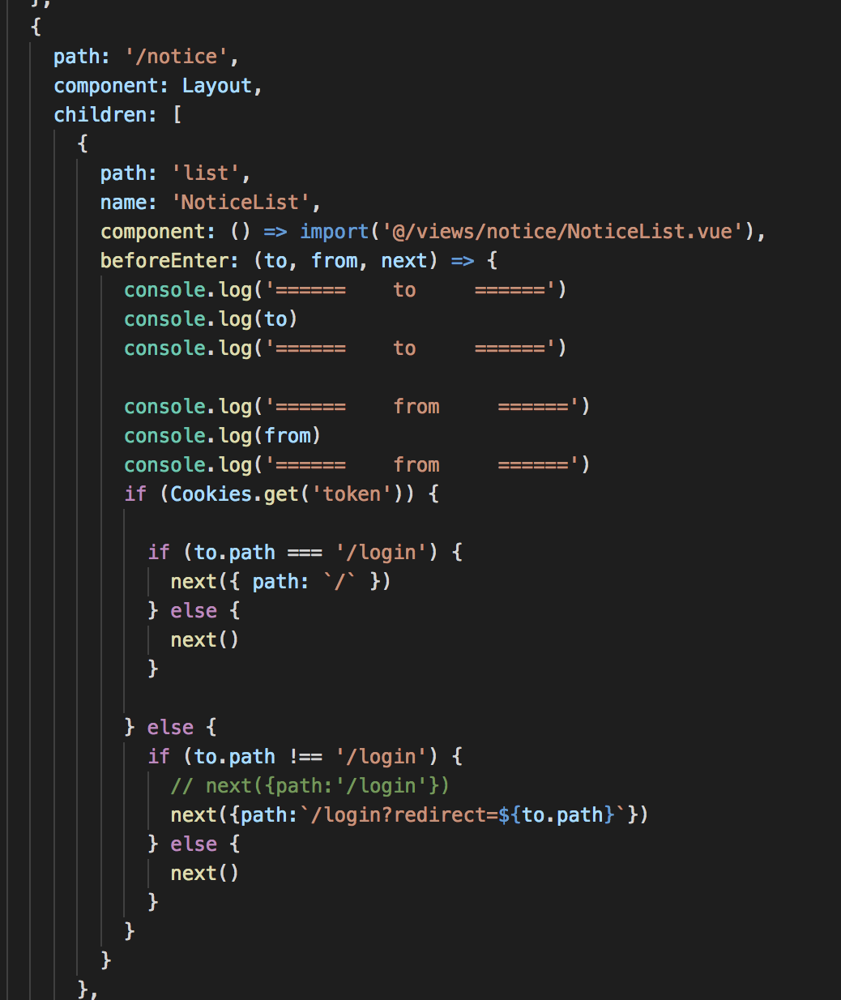 },
{
path: '/notice',
component: Layout,
children: [
{
path: 'list',
name: 'NoticeList',
component: () => import('@/views/notice/NoticeList.vue'),
beforeEnter: (to, from, next) => {
console.log('======    to     ======')
console.log(to)
console.log('======    to     ======')
console.log('======    from     ======')
console.log(from)
console.log('======    from     ======')
if (Cookies.get('token')) {
if (to.path === '/login') {
next({ path: `/` })
} else {
next()
}
} else {
if (to.path !== '/login') {
// next({path:'/login'})
next({path:`/login?redirect=${to.path}`})
} else {
next()
}
}
}
},